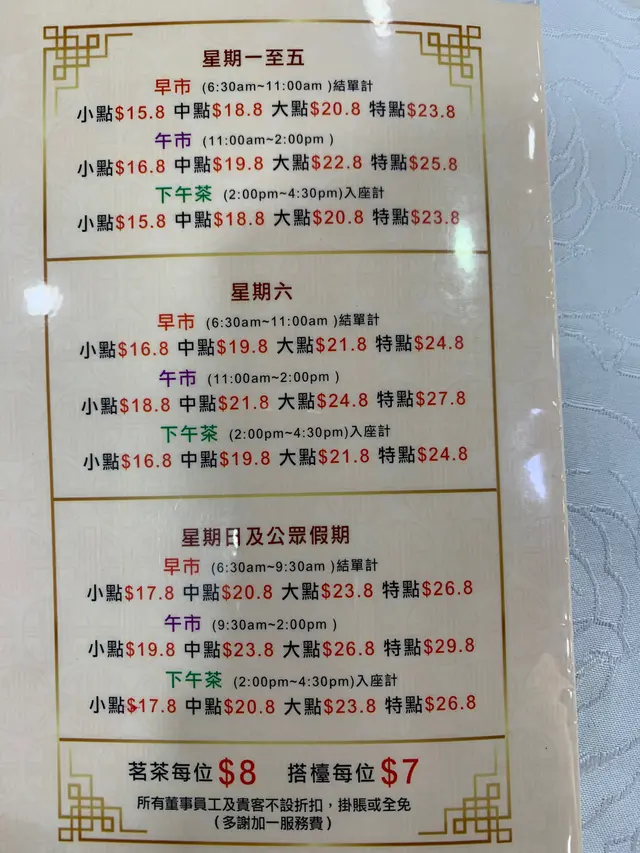 星期一至五
早市 (6:30am~11:00am )結單計
小點$15.8 中點$18.8 大點$20.8 特點$23.8
午市 (11:00am~2:00pm )
小點$16.8 中點$19.8 大點$22.8 特點$25.8
下午茶 (2:00pm~4:30pm)入座計
小點$15.8 中點$18.8 大點$20.8 特點$23.8
星期六
早市 (6:30am~11:00am )結單計
小點$16.8 中點$19.8 大點$21.8 特點$24.8
午市 (11:00am~2:00pm )
小點$18.8 中點$21.8 大點$24.8 特點$27.8
下午茶 (2:00pm~4:30pm)入座計
小點$16.8 中點$19.8 大點$21.8 特點$24.8
星期日及公眾假期
早市 (6:30am~9:30am )結單計
小點$17.8 中點$20.8 大點$23.8 特點$26.8
午市 (9:30am~2:00pm )
小點$19.8 中點$23.8 大點$26.8 特點$29.8
下午茶 (2:00pm~4:30pm)入座計
小點$17.8 中點$20.8 大點$23.8 特點$26.8
茗茶每位$8 搭檯每位$7
所有董事員工及貴客不設折扣，掛賬或全免
（多謝加一服務費）